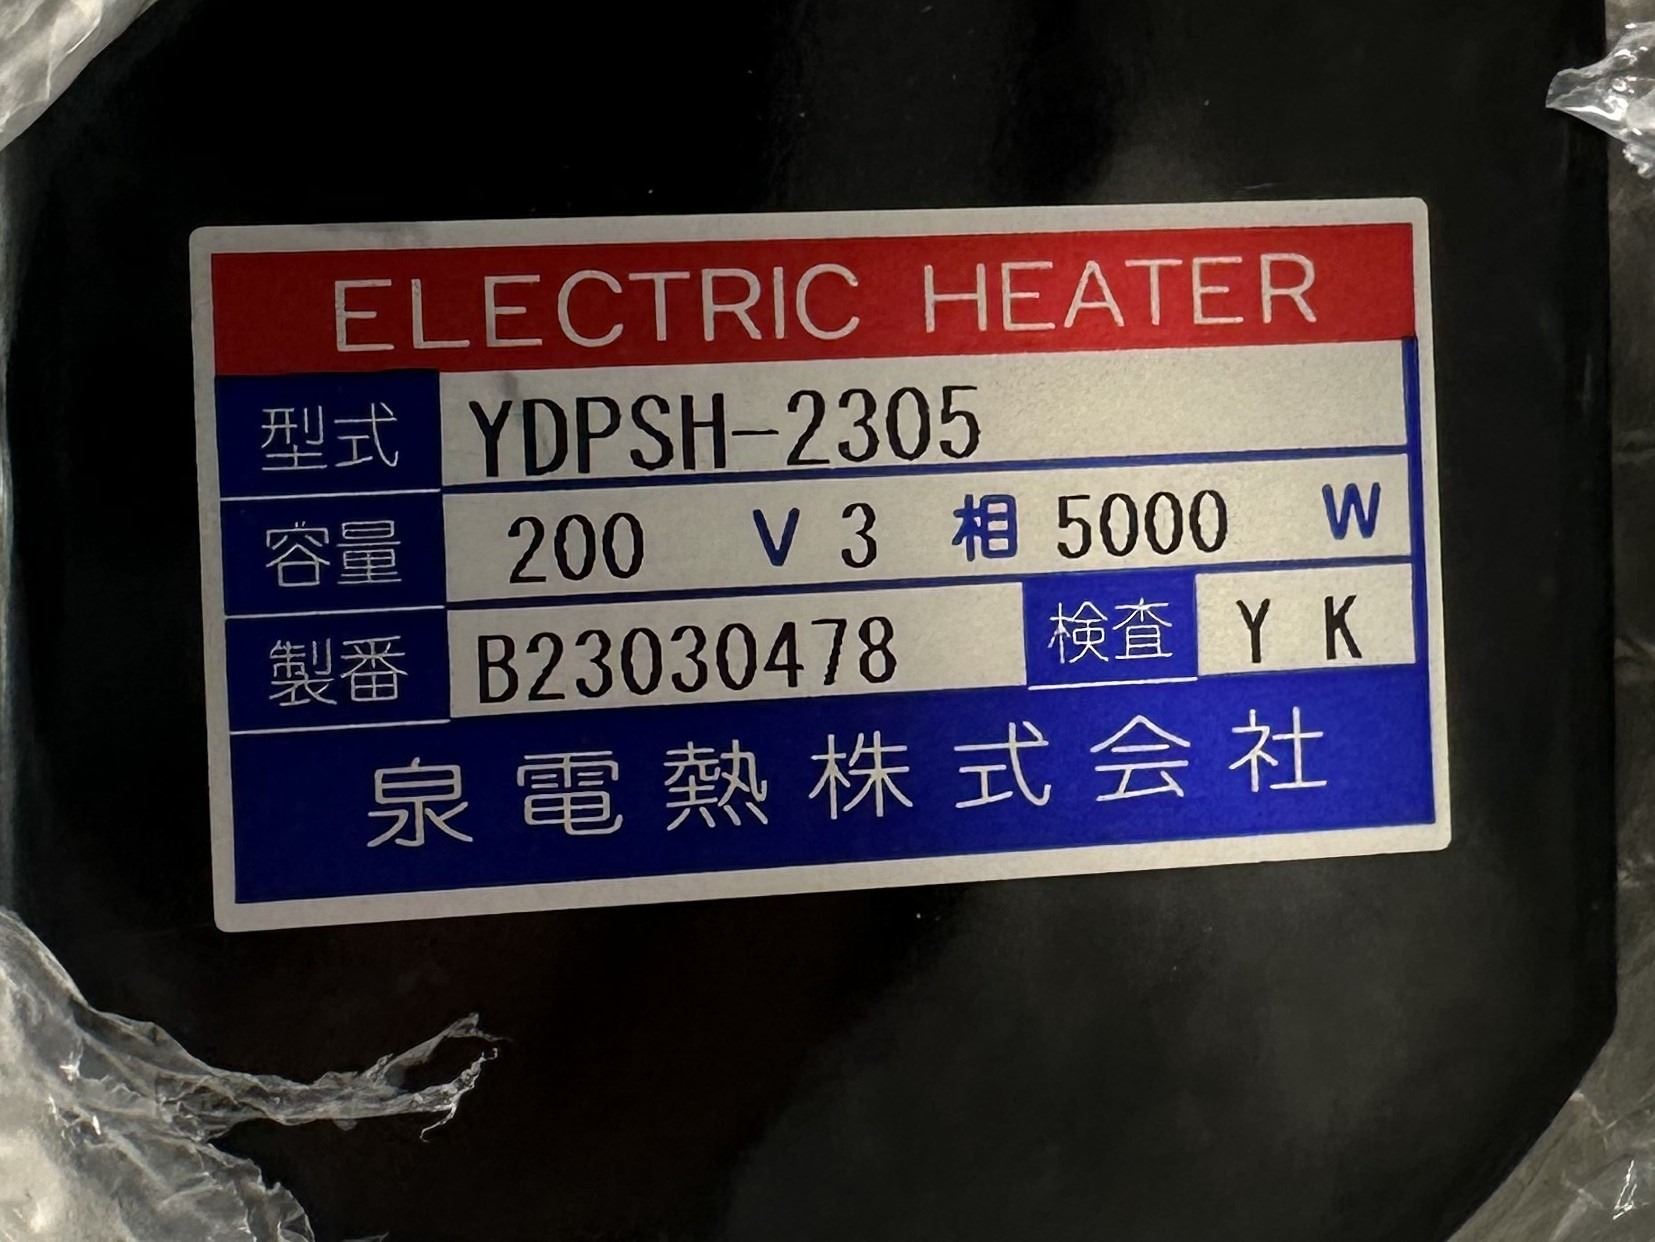 ELECTRIC HEATER
型式 YDPSH-2305
容量 200 V 3 相 5000 W
製番 B23030478 検査 Y K
泉電熱株式会社